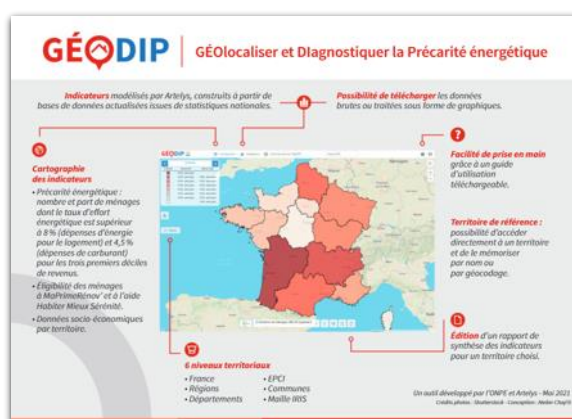 GÉODIP
GÉOlocaliser et DIagnostiquer la Précarité énergétique
Indicateurs modélisés par Artelys, construits à partir de
bases de données actualisées issues de statistiques nationales.
Possibilité de télécharger les données
brutes ou traitées sous forme de graphiques.
Cartographie
des indicateurs
• Précarité énergétique :
nombre et part de ménages
dont le taux d'effort
énergétique est supérieur
à 8 % (dépenses d'énergie
pour le logement) et 4,5 %
(dépenses de carburant)
pour les trois premiers déciles
de revenus.
• Éligibilité des ménages
à MaPrimeRénov' et à l'aide
Habiter Mieux Sérénité.
• Données socio-économiques
par territoire.
?
Facilité de prise en main
grâce à un guide
d'utilisation
téléchargeable.
Territoire de référence :
possibilité d'accéder
directement à un territoire
et de le mémoriser
par nom ou
par géocodage.
Édition d'un rapport de
synthèse des indicateurs
pour un territoire choisi.
6 niveaux territoriaux
• France
• Régions
• Départements
• EPCI
• Communes
• Maille IRIS
Un outil développé par l'ONPE et Artelys - Mai 2021